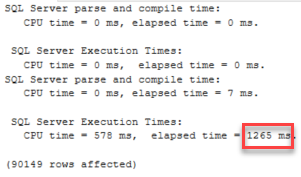 SQL Server parse and compile time:
CPU time = 0 ms, elapsed time = 0 ms.
SQL Server Execution Times:
CPU time = 0 ms,  elapsed time = 0 ms.
SQL Server parse and compile time:
CPU time = 0 ms, elapsed time = 7 ms.
SQL Server Execution Times:
CPU time = 578 ms,  elapsed time = 1265 ms.
(90149 rows affected)